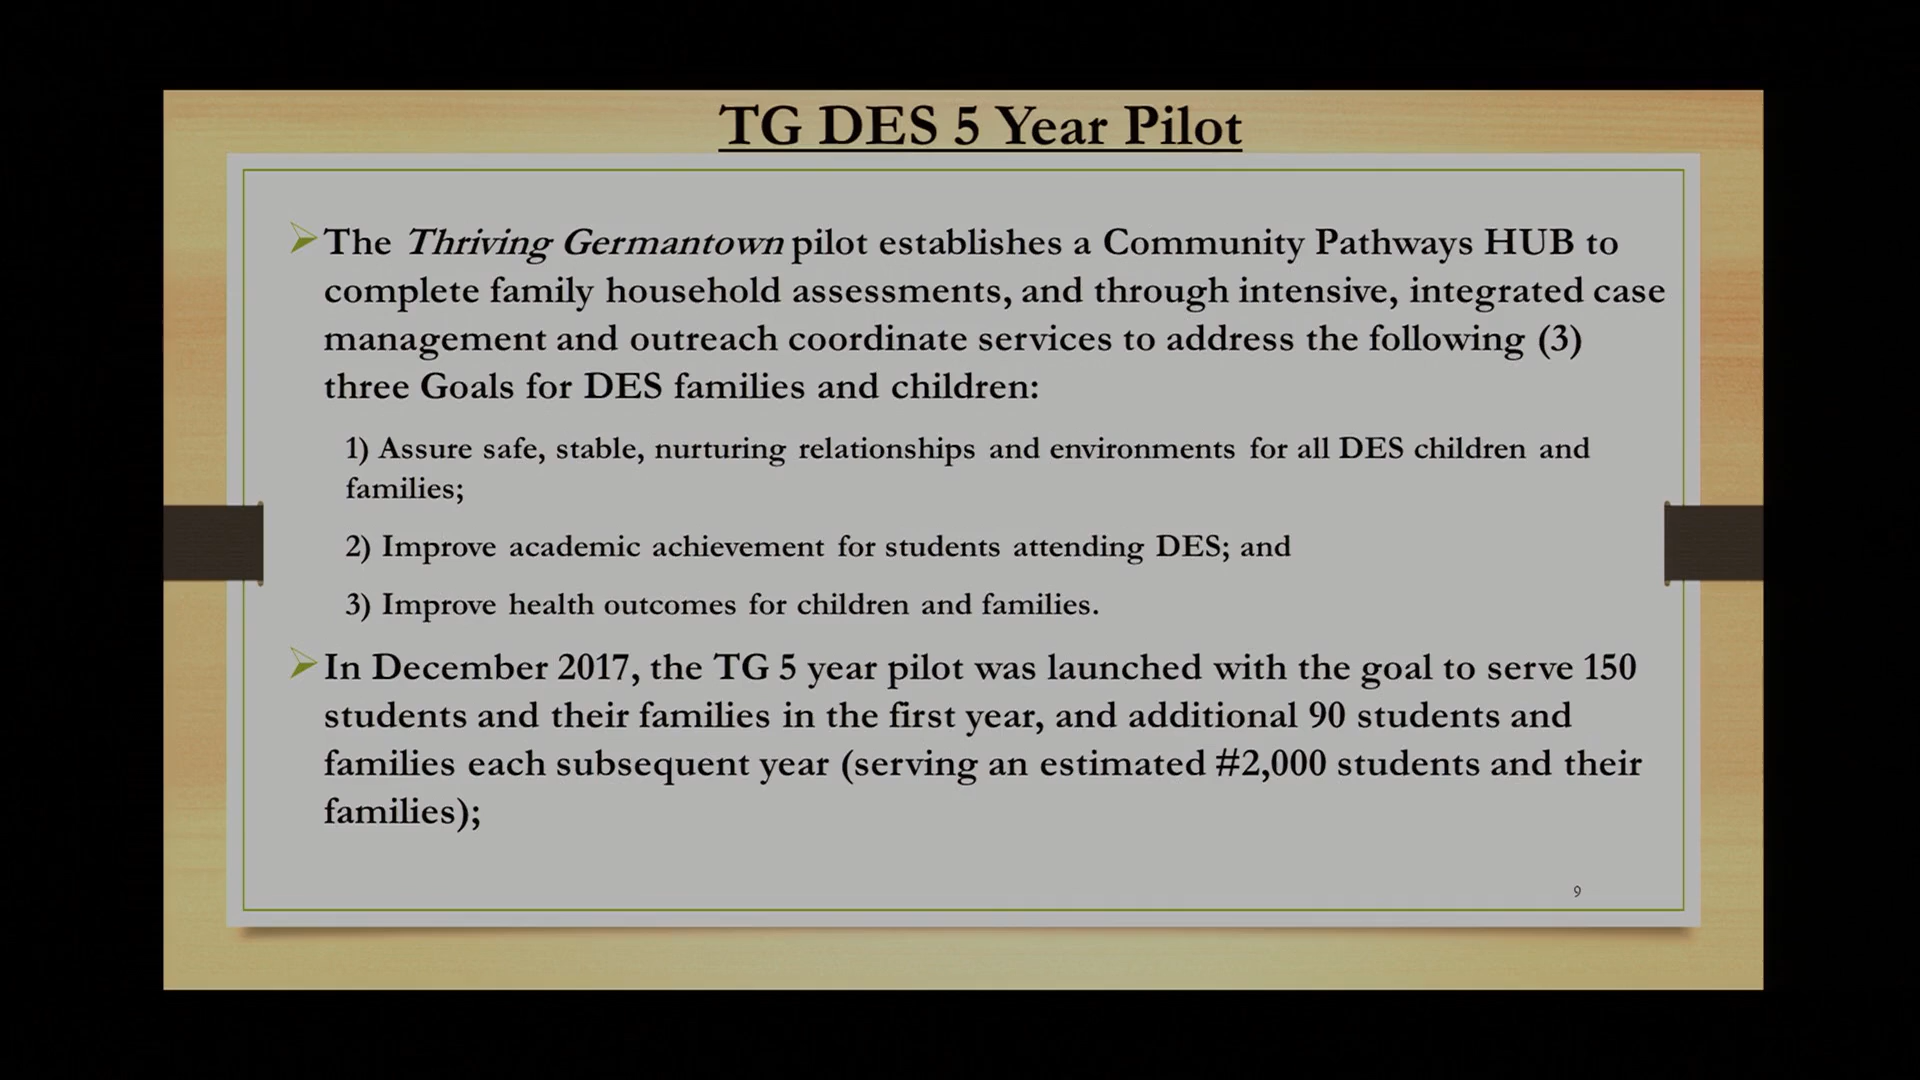 TG DES 5 Year Pilot
The Thriving Germantown pilot establishes a Community Pathways HUB to
complete family household assessments, and through intensive, integrated case
management and outreach coordinate services to address the following (3)
three Goals for DES families and children:
1) Assure safe, stable, nurturing relationships and environments for all DES children and
families;
2) Improve academic achievement for students attending DES; and
3) Improve health outcomes for children and families.
In December 2017, the TG 5 year pilot was launched with the goal to serve 150
students and their families in the first year, and additional 90 students and
families each subsequent year (serving an estimated #2,000 students and their
families);
9